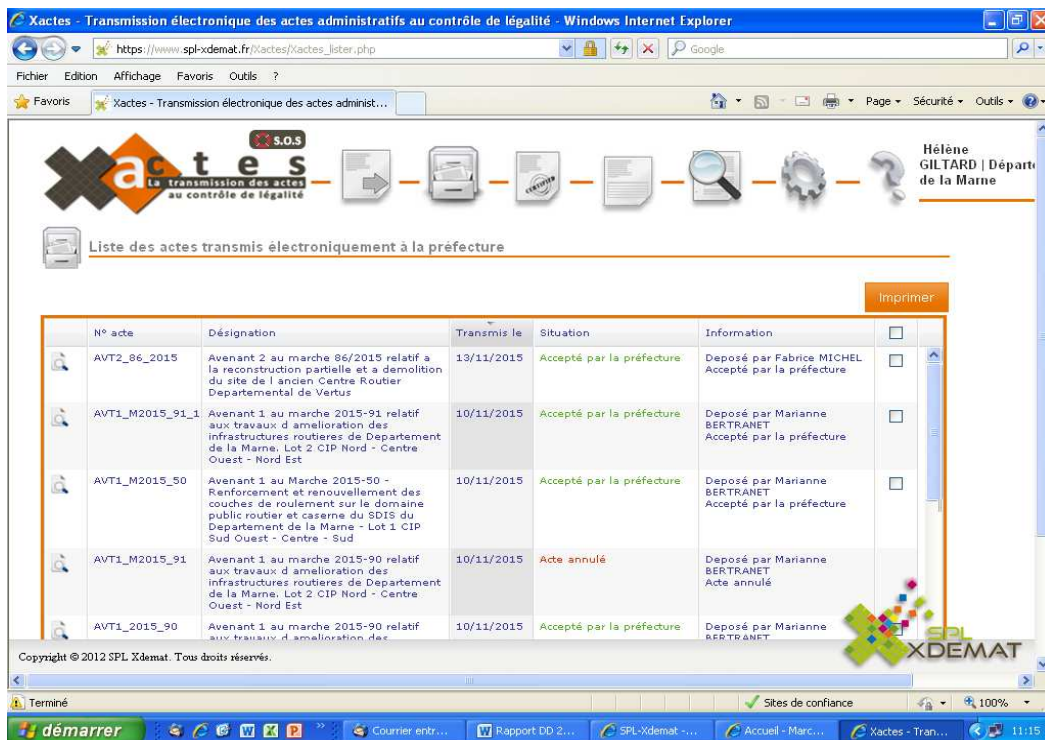 Xactes - Transmission électronique des actes administratifs au contrôle de légalité - Windows Internet Explorer
https://www.spl-xdemat.fr/Xactes/Xactes_lister.php
Google
Fichier Edition Affichage Favoris Outils ?
Favoris
Xactes - Transmission électronique des actes administ...
Page
Sécurité
Outils
S.O.S
Xactes
La transmission des actes
au contrôle de légalité
CERTIFIÉ
Hélène
GILTARD | Départe
de la Marne
Liste des actes transmis électroniquement à la préfecture
Imprimer
N° acte Désignation Transmis le Situation Information
AVT2_86_2015 Avenant 2 au marche 86/2015 relatif a 13/11/2015 Accepté par la préfecture Deposé par Fabrice MICHEL
la reconstruction partielle et a demolition Accepté par la préfecture
du site de l ancien Centre Routier
Departemental de Vertus
AVT1_M2015_91_1 Avenant 1 au marche 2015-91 relatif 10/11/2015 Accepté par la préfecture Deposé par Marianne
aux travaux d amelioration des BERTRANET
infrastructures routieres de Departement Accepté par la préfecture
de la Marne. Lot 2 CIP Nord - Centre
Ouest - Nord Est
AVT1_M2015_50 Avenant 1 au Marche 2015-50 - 10/11/2015 Accepté par la préfecture Deposé par Marianne
Renforcement et renouvellement des BERTRANET
couches de roulement sur le domaine Accepté par la préfecture
public routier et caserne du SDIS du
Departement de la Marne - Lot 1 CIP
Sud Ouest - Centre - Sud
AVT1_M2015_91 Avenant 1 au marche 2015-90 relatif 10/11/2015 Acte annulé Deposé par Marianne
aux travaux d amelioration des BERTRANET
infrastructures routieres de Departement Acte annulé
de la Marne. Lot 2 CIP Nord - Centre
Ouest - Nord Est
AVT1_2015_90 Avenant 1 au marche 2015-90 relatif 10/11/2015 Accepté par la préfecture Deposé par Marianne
aux travaux d amelioration des BERTRANET
SPL
XDEMAT
Copyright © 2012 SPL Xdemat. Tous droits réservés.
Terminé
Sites de confiance
100%
démarrer
Courrier entr...
Rapport DD 2...
SPL-Xdemat -...
Accueil - Marc...
Xactes - Tran...
11:15